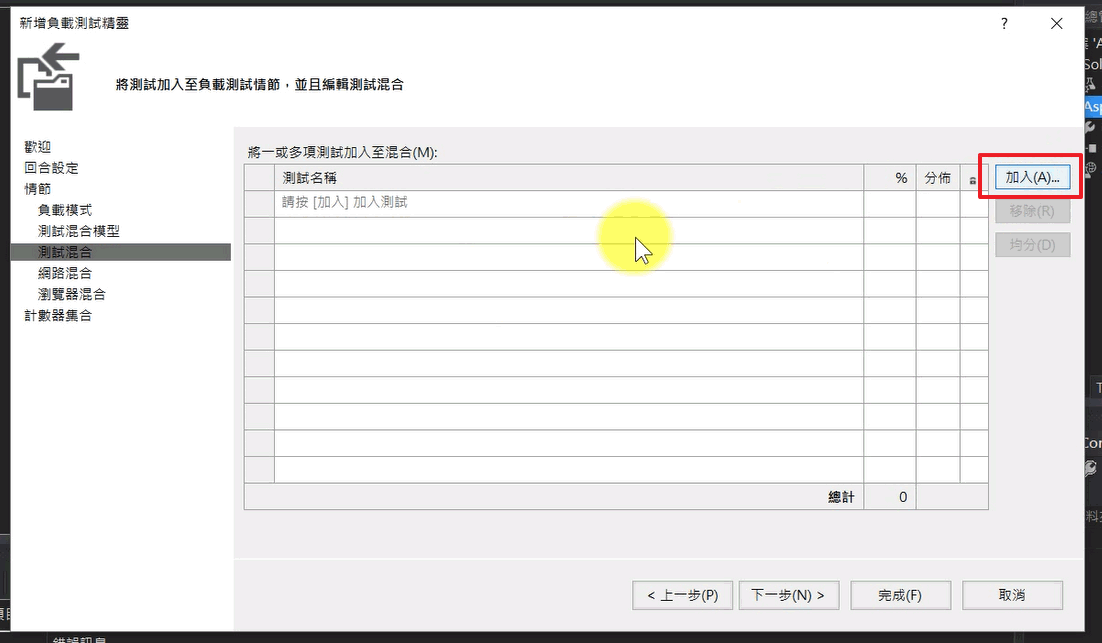 新增負載測試精靈
?
將測試加入至負載測試情節，並且編輯測試混合
歡迎
回合設定
情節
負載模式
測試混合模型
測試混合
網路混合
瀏覽器混合
計數器集合
將一或多項測試加入至混合(M):
測試名稱 % 分佈
請按 [加入] 加入測試
總計 0
加入(A)...
移除(R)
均分(D)
< 上一步(P) 下一步(N) > 完成(F) 取消